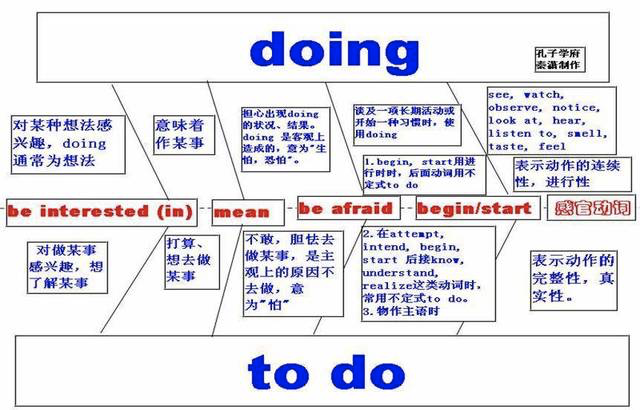 doing
孔子学府
秦潇制作
对某种想法感
兴趣，doing
通常为想法
意味着
作某事
担心出现doing
的状况、结果。
doing 是客观上
造成的，意为"生
怕，恐怕"。
谈及一项长期活动或
开始一种习惯时，使
用doing
see, watch,
observe, notice,
look at, hear,
listen to, smell,
taste, feel
1.begin, start用进
行时时，后面动词用不
定式to do
表示动作的连续
性，进行性
be interested (in)
mean
be afraid
begin/start
感官动词
对做某事
感兴趣，想
了解某事
打算、
想去做
某事
不敢，胆怯去
做某事，是主
观上的原因不
去做，意
为"怕"
2.在attempt,
intend, begin,
start 后接know,
understand,
realize这类动词时，
常用不定式to do。
3.物作主语时
表示动作的
完整性，真
实性。
to do